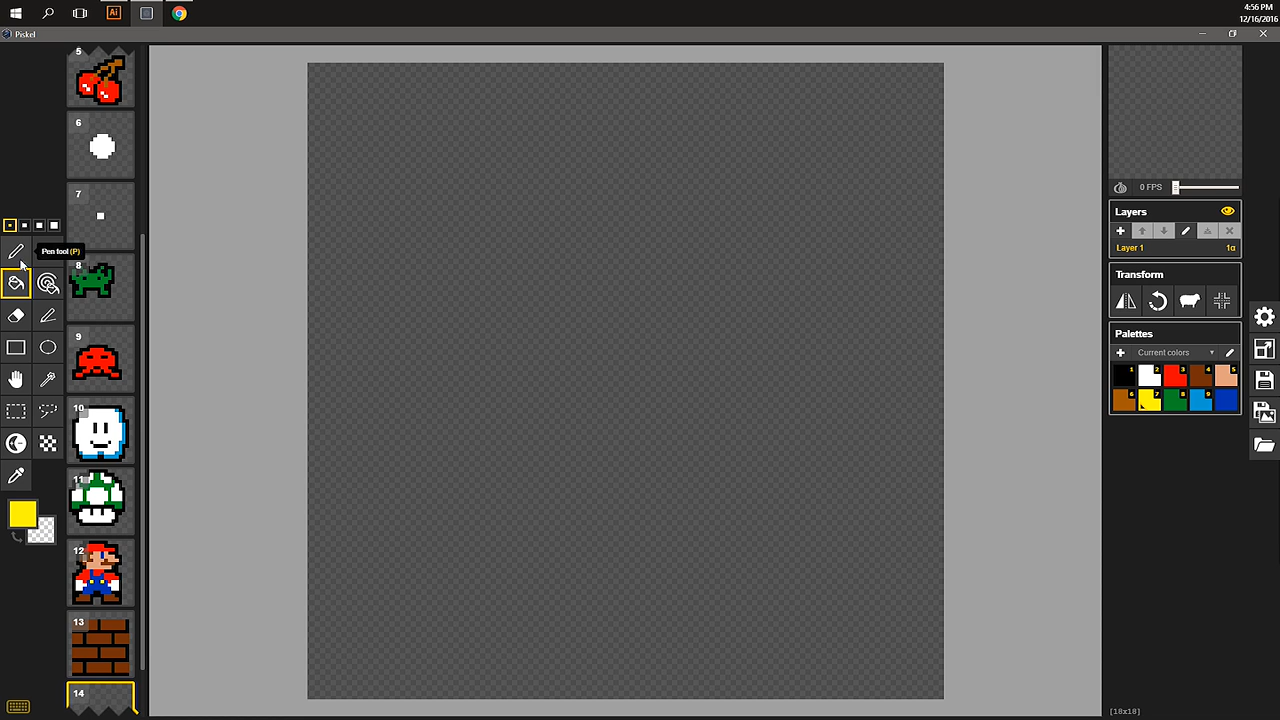 Ai
4:56 PM
12/16/2016
Piskel
5
6
7
Pen tool (P)
8
9
10
11
12
13
14
0 FPS
Layers
Layer 1
1α
Transform
Palettes
Current colors
1
2
3
4
5
6
7
8
9
[18x18]